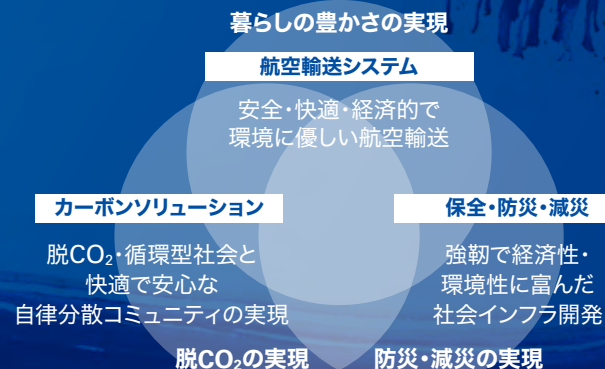 暮らしの豊かさの実現
航空輸送システム
安全・快適・経済的で
環境に優しい航空輸送
カーボンソリューション
脱CO₂・循環型社会と
快適で安心な
自律分散コミュニティの実現
保全・防災・減災
強靭で経済性・
環境性に富んだ
社会インフラ開発
脱CO₂の実現
防災・減災の実現